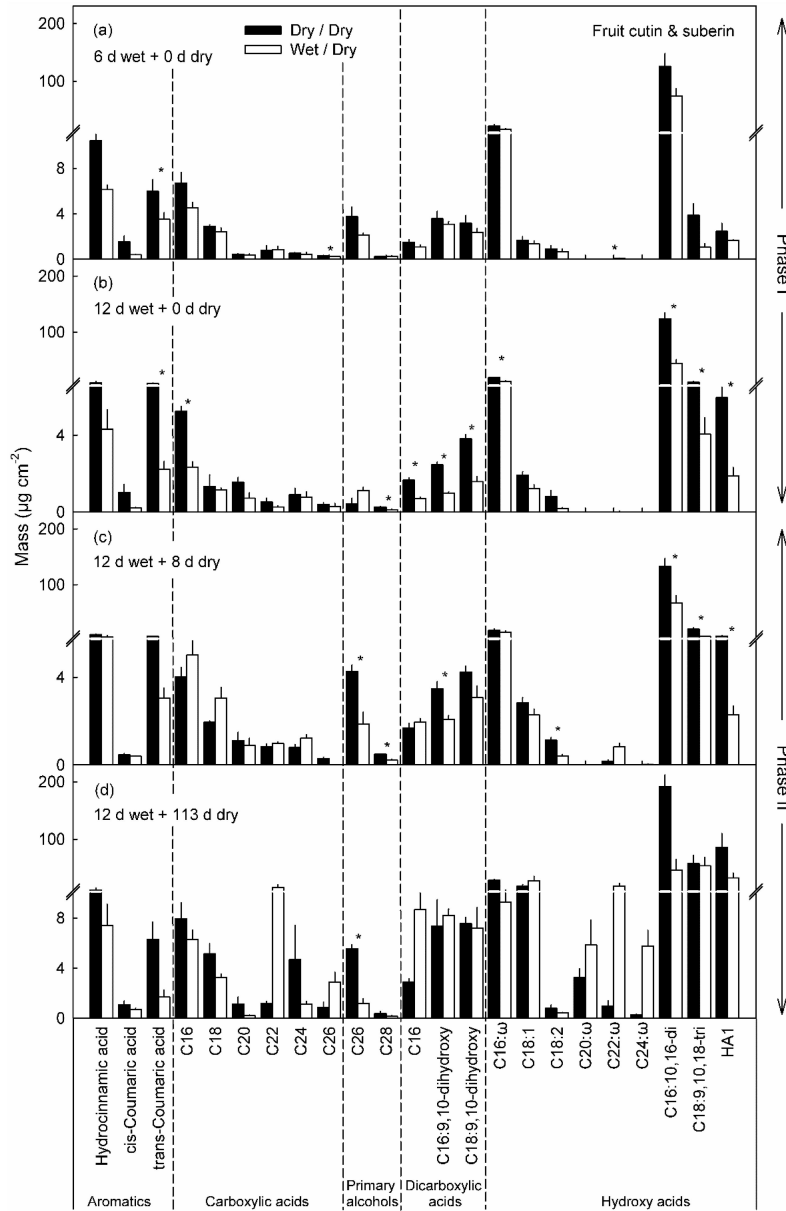 (a)
Dry / Dry
Wet / Dry
Fruit cutin & suberin
6 d wet + 0 d dry
200
100
8
4
0
*
*
*
Phase I
(b)
12 d wet + 0 d dry
200
100
4
0
*
*
*
*
*
*
*
*
*
*
Mass (µg cm-2)
(c)
12 d wet + 8 d dry
200
100
4
0
*
*
*
*
*
*
*
Phase II
(d)
12 d wet + 113 d dry
200
100
8
4
0
*
Hydrocinnamic acid
cis-Coumaric acid
trans-Coumaric acid
C16
C18
C20
C22
C24
C26
C26
C28
C16
C16:9,10-dihydroxy
C18:9,10-dihydroxy
C16:ω
C18:1
C18:2
C20:ω
C22:ω
C24:ω
C16:10,16-di
C18:9,10,18-tri
HA1
Aromatics
Carboxylic acids
Primary
alcohols
Dicarboxylic
acids
Hydroxy acids